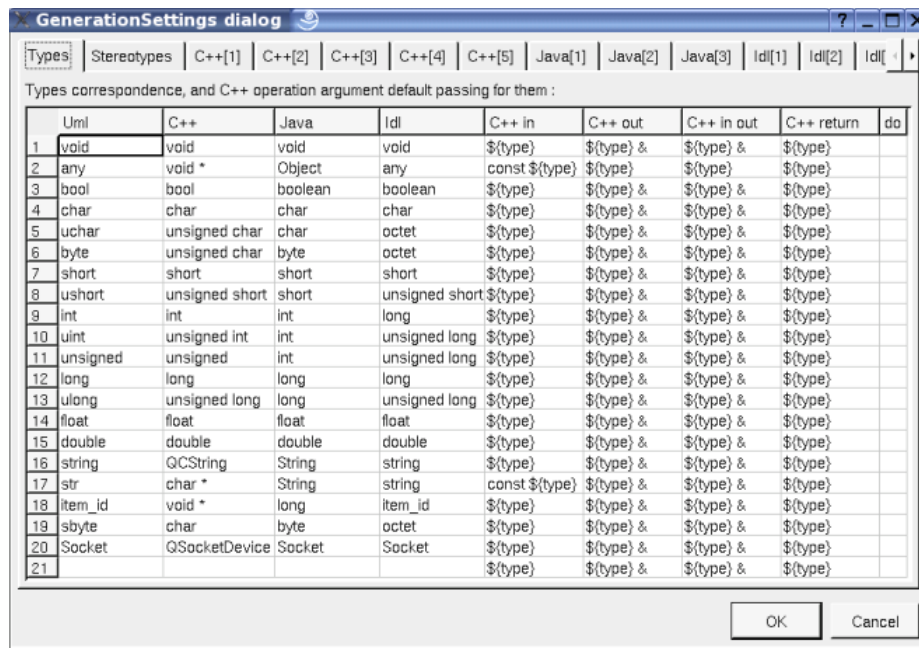 GenerationSettings dialog ?
Types Stereotypes C++[1] C++[2] C++[3] C++[4] C++[5] Java[1] Java[2] Java[3] Idl[1] Idl[2] Idl[
Types correspondence, and C++ operation argument default passing for them :
Uml C++ Java Idl C++ in C++ out C++ in out C++ return do
1 void void void void ${type} ${type} & ${type} & ${type}
2 any void * Object any const ${type} ${type} ${type} ${type}
3 bool bool boolean boolean ${type} ${type} & ${type} & ${type}
4 char char char char ${type} ${type} & ${type} & ${type}
5 uchar unsigned char char octet ${type} ${type} & ${type} & ${type}
6 byte unsigned char byte octet ${type} ${type} & ${type} & ${type}
7 short short short short ${type} ${type} & ${type} & ${type}
8 ushort unsigned short short unsigned short ${type} ${type} & ${type} & ${type}
9 int int int long ${type} ${type} & ${type} & ${type}
10 uint unsigned int int unsigned long ${type} ${type} & ${type} & ${type}
11 unsigned unsigned int unsigned long ${type} ${type} & ${type} & ${type}
12 long long long long ${type} ${type} & ${type} & ${type}
13 ulong unsigned long long unsigned long ${type} ${type} & ${type} & ${type}
14 float float float float ${type} ${type} & ${type} & ${type}
15 double double double double ${type} ${type} & ${type} & ${type}
16 string QCString String string ${type} ${type} & ${type} & ${type}
17 str char * String string const ${type} ${type} & ${type} & ${type}
18 item_id void * long item_id ${type} ${type} & ${type} & ${type}
19 sbyte char byte octet ${type} ${type} & ${type} & ${type}
20 Socket QSocketDevice Socket Socket ${type} ${type} & ${type} & ${type}
21 ${type} ${type} & ${type} & ${type}
OK Cancel